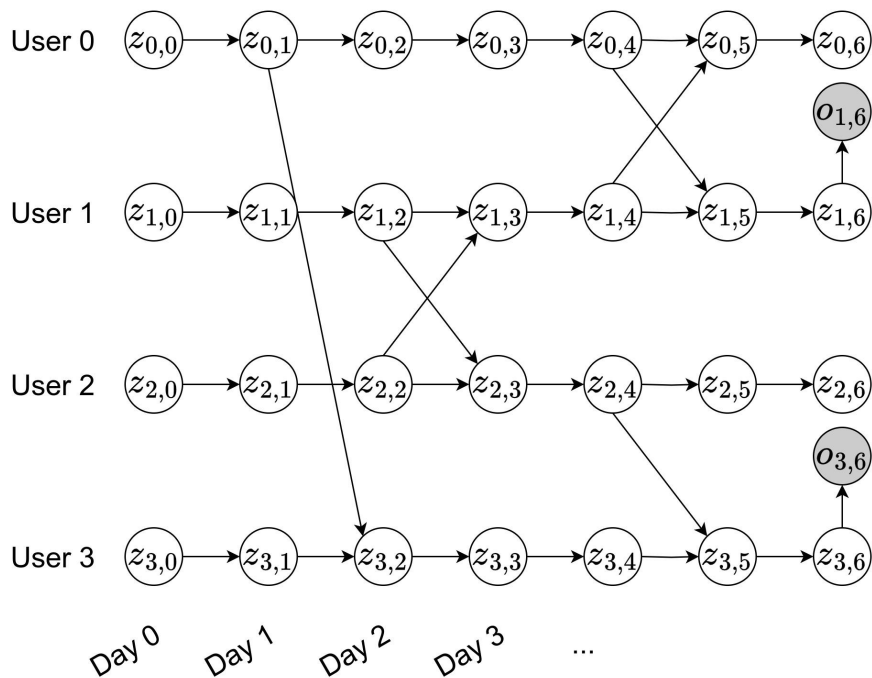 User 0 z0,0 z0,1 z0,2 z0,3 z0,4 z0,5 z0,6
o1,6
User 1 z1,0 z1,1 z1,2 z1,3 z1,4 z1,5 z1,6
User 2 z2,0 z2,1 z2,2 z2,3 z2,4 z2,5 z2,6
o3,6
User 3 z3,0 z3,1 z3,2 z3,3 z3,4 z3,5 z3,6
Day 0 Day 1 Day 2 Day 3 ...